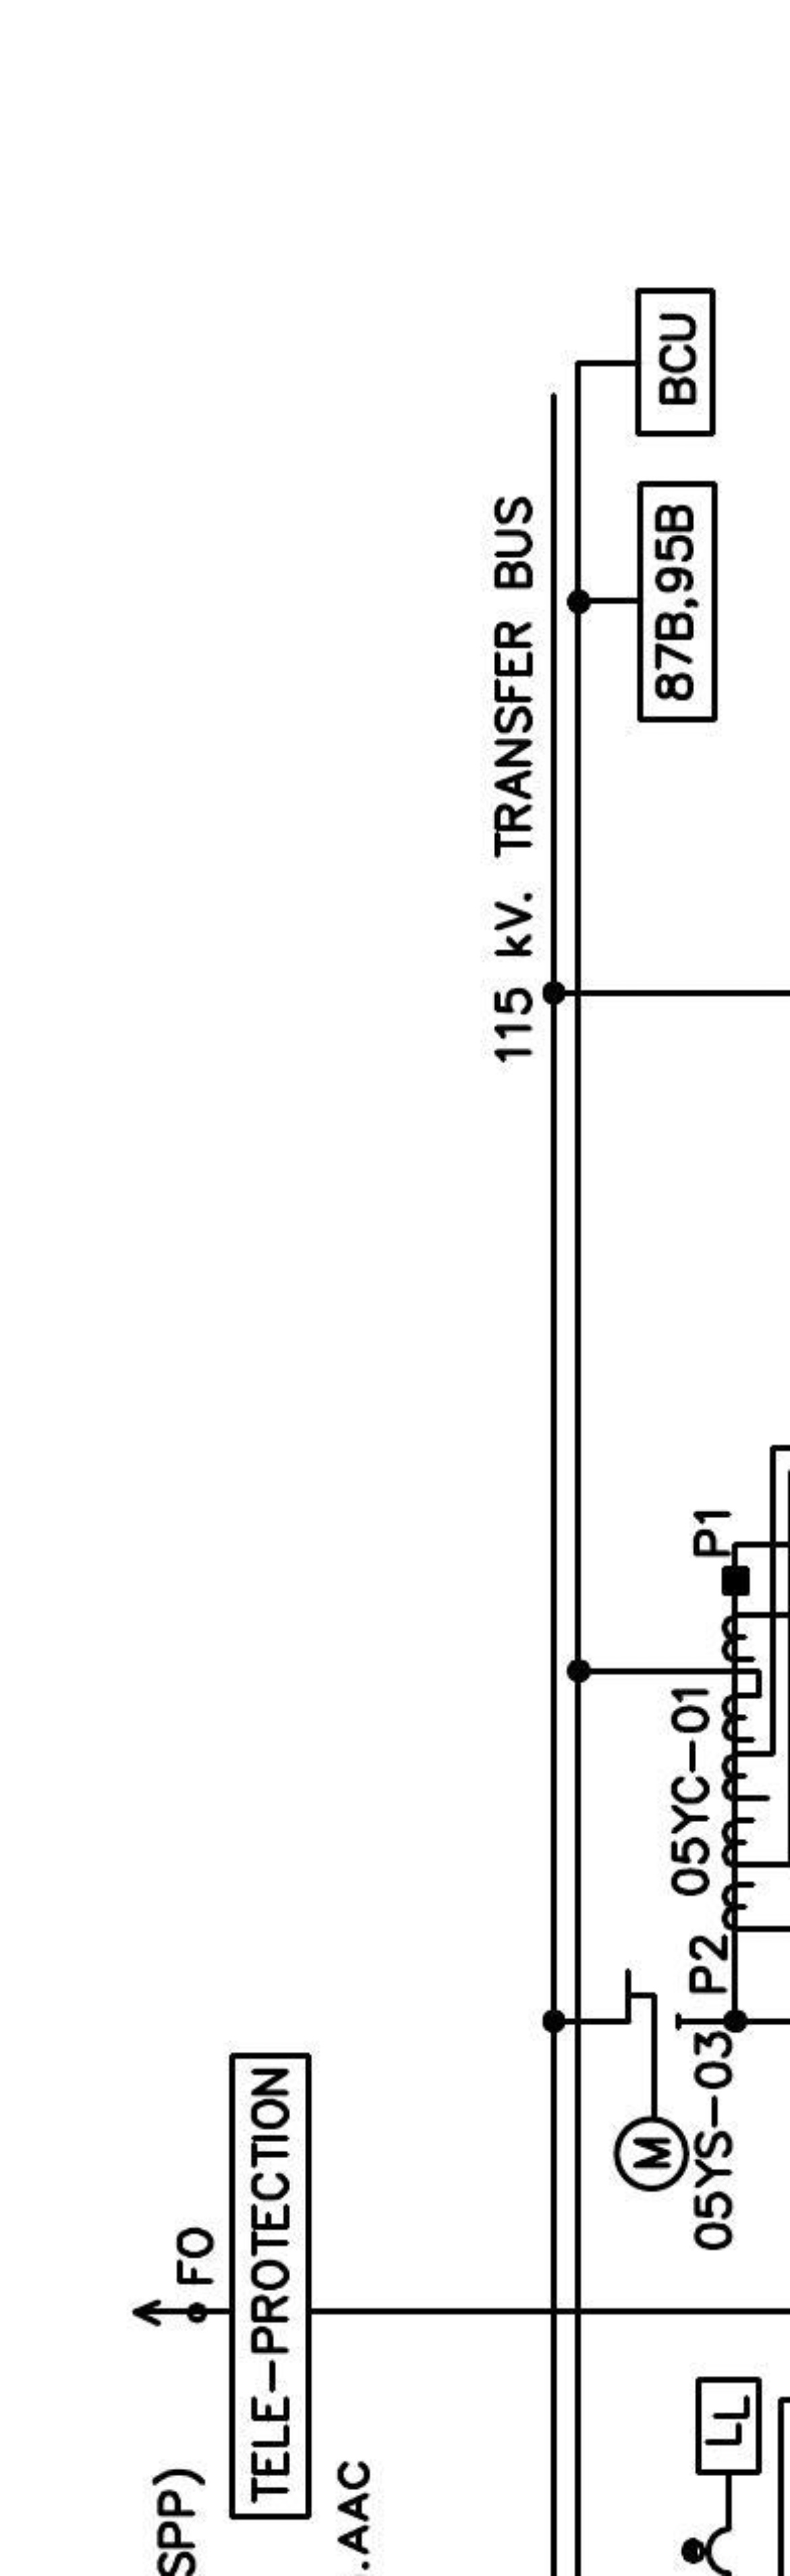 BCU
87B,95B
115 kV. TRANSFER BUS
P1
05YC-01
P2
05YS-03
M
FO
TELE-PROTECTION
LL
SPP)
.AAC